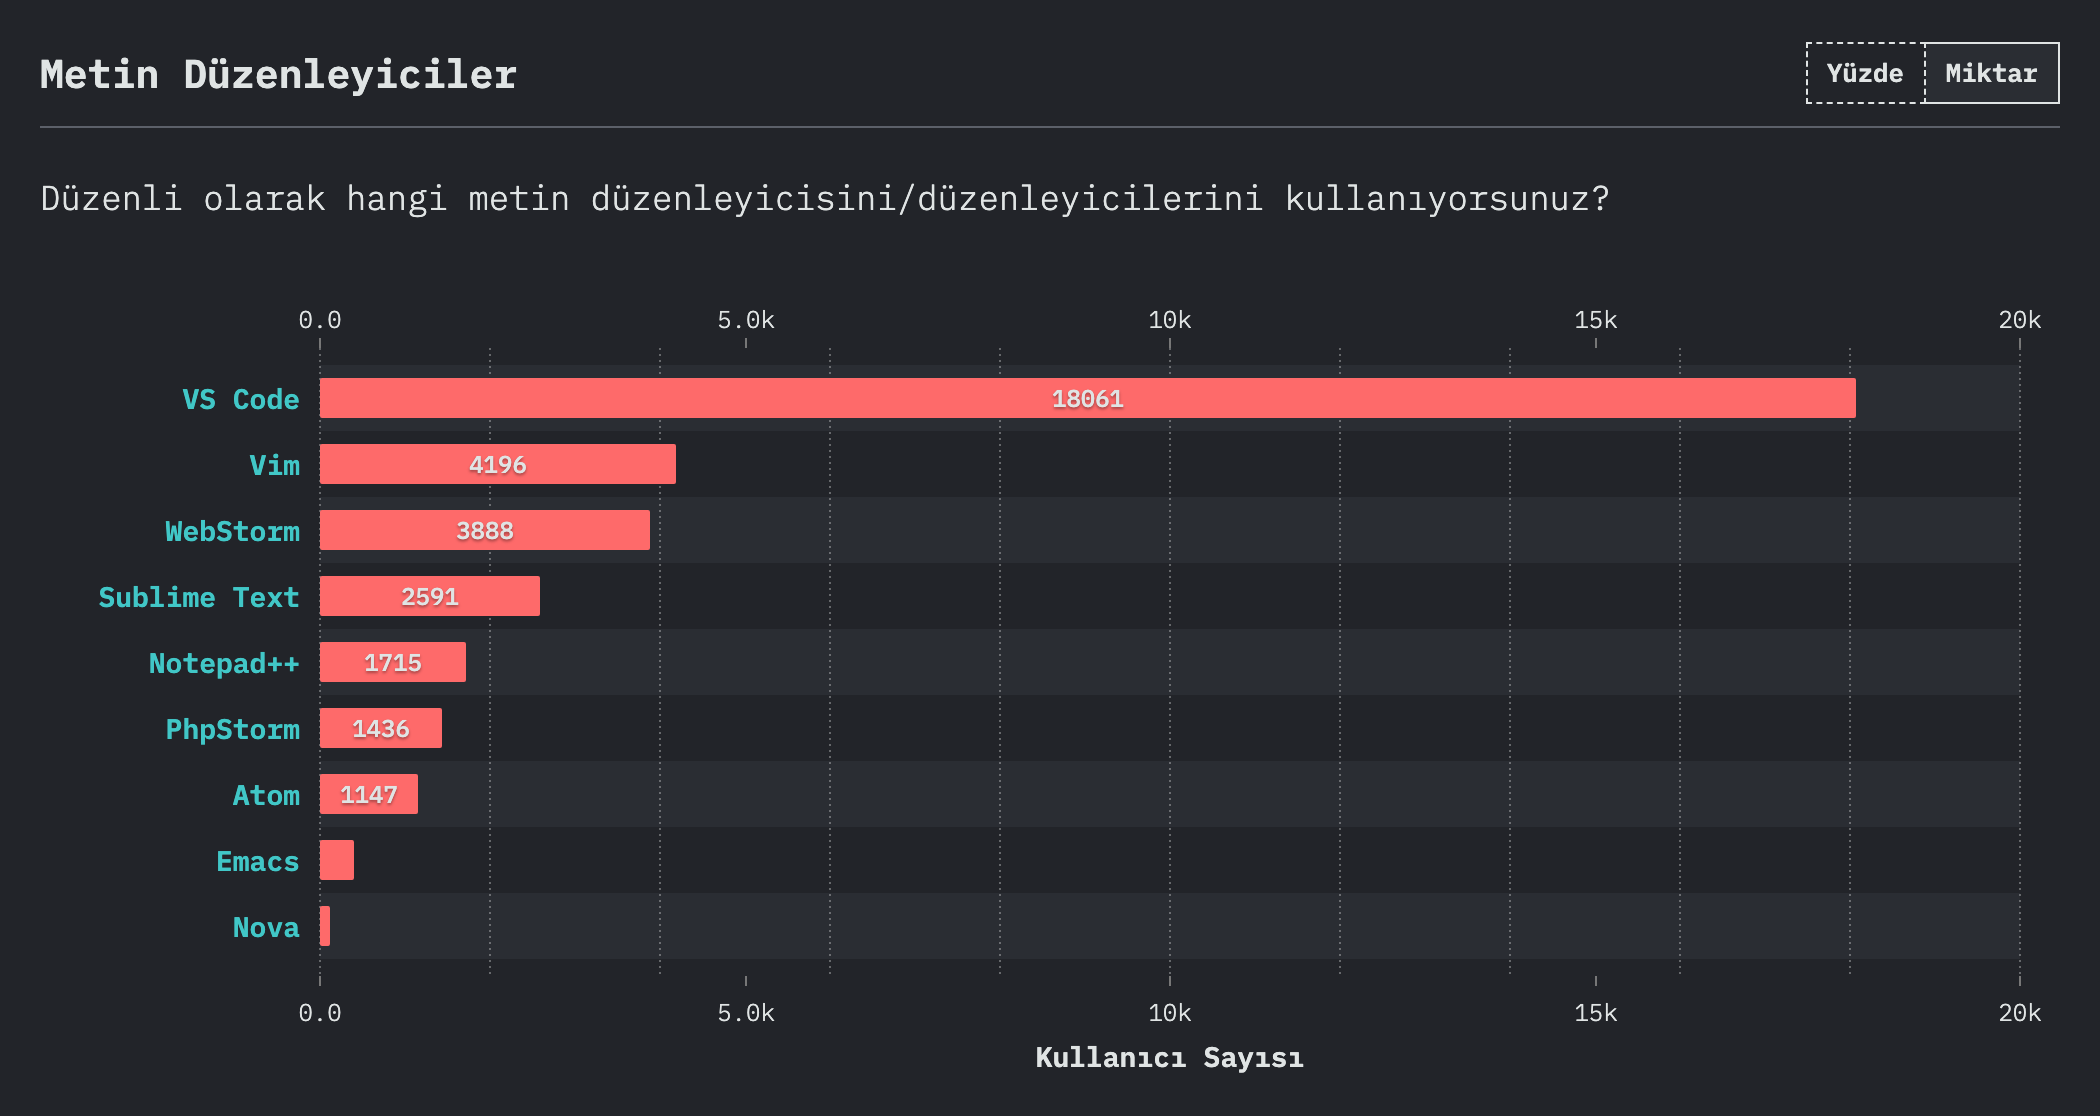 Metin Düzenleyiciler
Yüzde Miktar
Düzenli olarak hangi metin düzenleyicisini/düzenleyicilerini kullanıyorsunuz?
0.0 5.0k 10k 15k 20k
VS Code 18061
Vim 4196
WebStorm 3888
Sublime Text 2591
Notepad++ 1715
PhpStorm 1436
Atom 1147
Emacs
Nova
0.0 5.0k 10k 15k 20k
Kullanıcı Sayısı